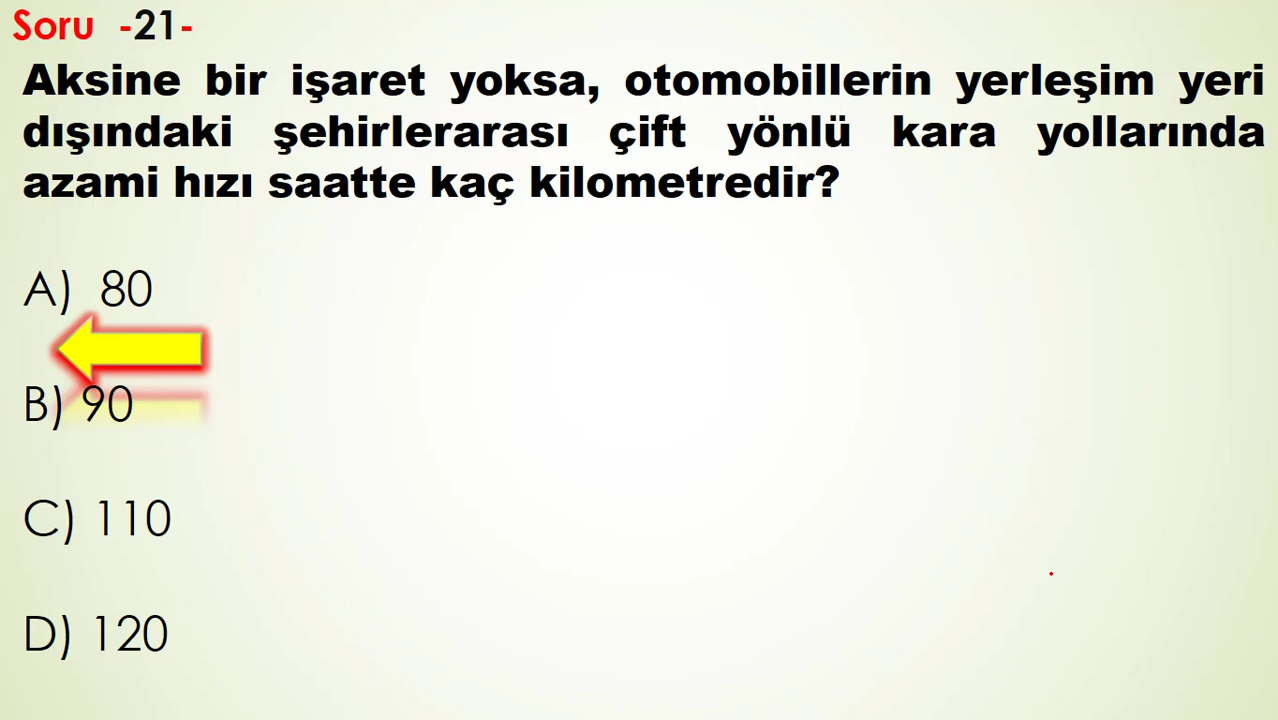 Soru -21-
Aksine bir işaret yoksa, otomobillerin yerleşim yeri
dışındaki şehirlerarası çift yönlü kara yollarında
azami hızı saatte kaç kilometredir?
A) 80
B) 90
C) 110
D) 120